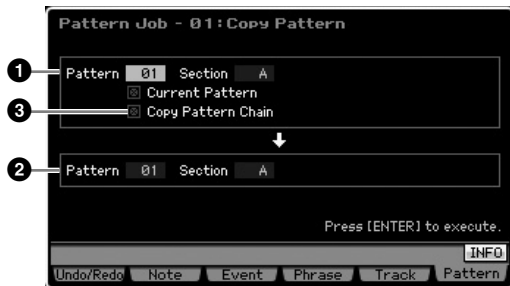 Pattern Job - 01:Copy Pattern
1 Pattern 01 Section A
Current Pattern
3 Copy Pattern Chain
2 Pattern 01 Section A
Press [ENTER] to execute.
INFO
Undo/Redo Note Event Phrase Track Pattern